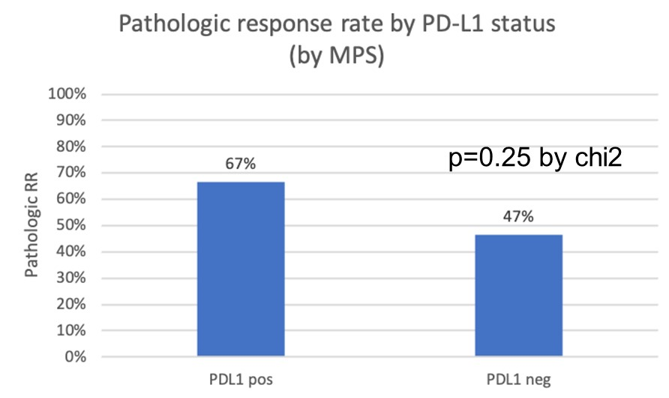 Pathologic response rate by PD-L1 status
(by MPS)
100%
90%
80%
70%
60%
50%
40%
30%
20%
10%
0%
Pathologic RR
67%
p=0.25 by chi2
47%
PDL1 pos
PDL1 neg